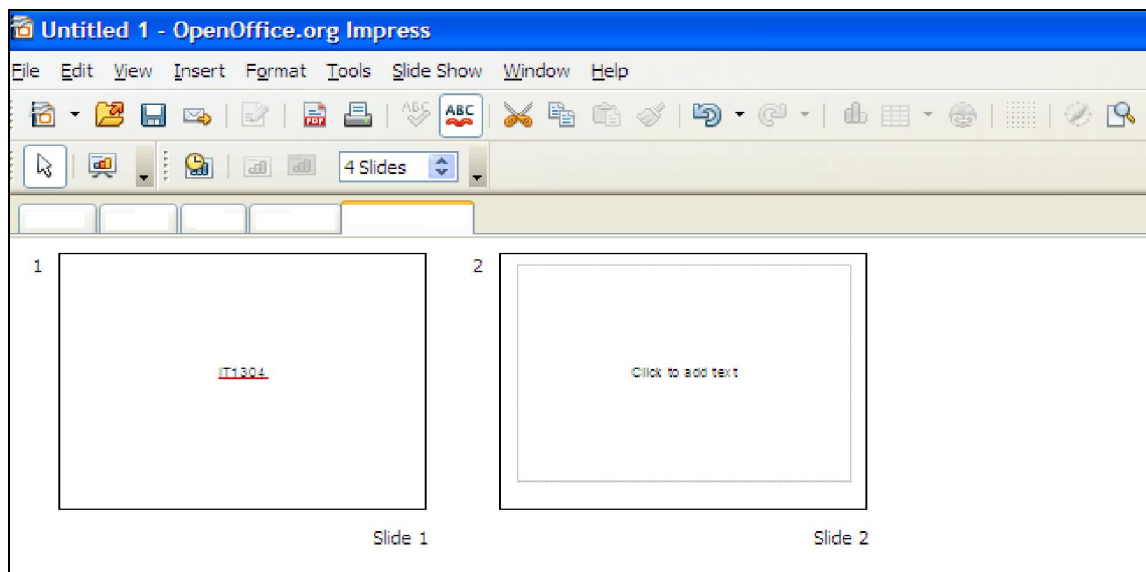 Untitled 1 - OpenOffice.org Impress
File Edit View Insert Format Tools Slide Show Window Help
ABC ABC
4 Slides
1 2
IT1304 Click to add text
Slide 1 Slide 2